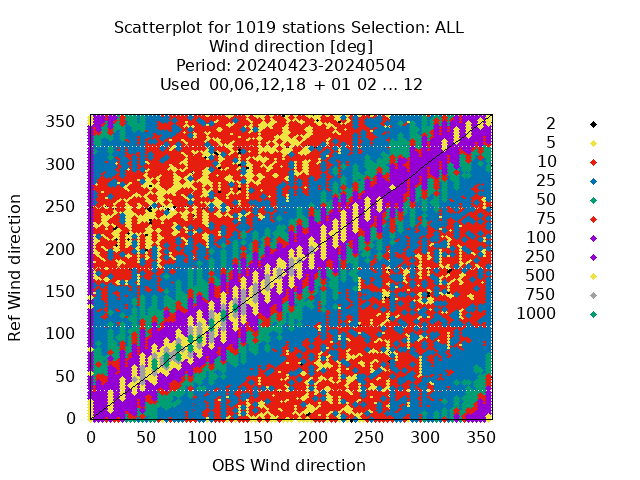 Scatterplot for 1019 stations Selection: ALL
Wind direction [deg]
Period: 20240423-20240504
Used 00,06,12,18 + 01 02 ... 12
350
300
250
200
150
100
50
0
Ref Wind direction
0 50 100 150 200 250 300 350
OBS Wind direction
2
5
10
25
50
75
100
250
500
750
1000